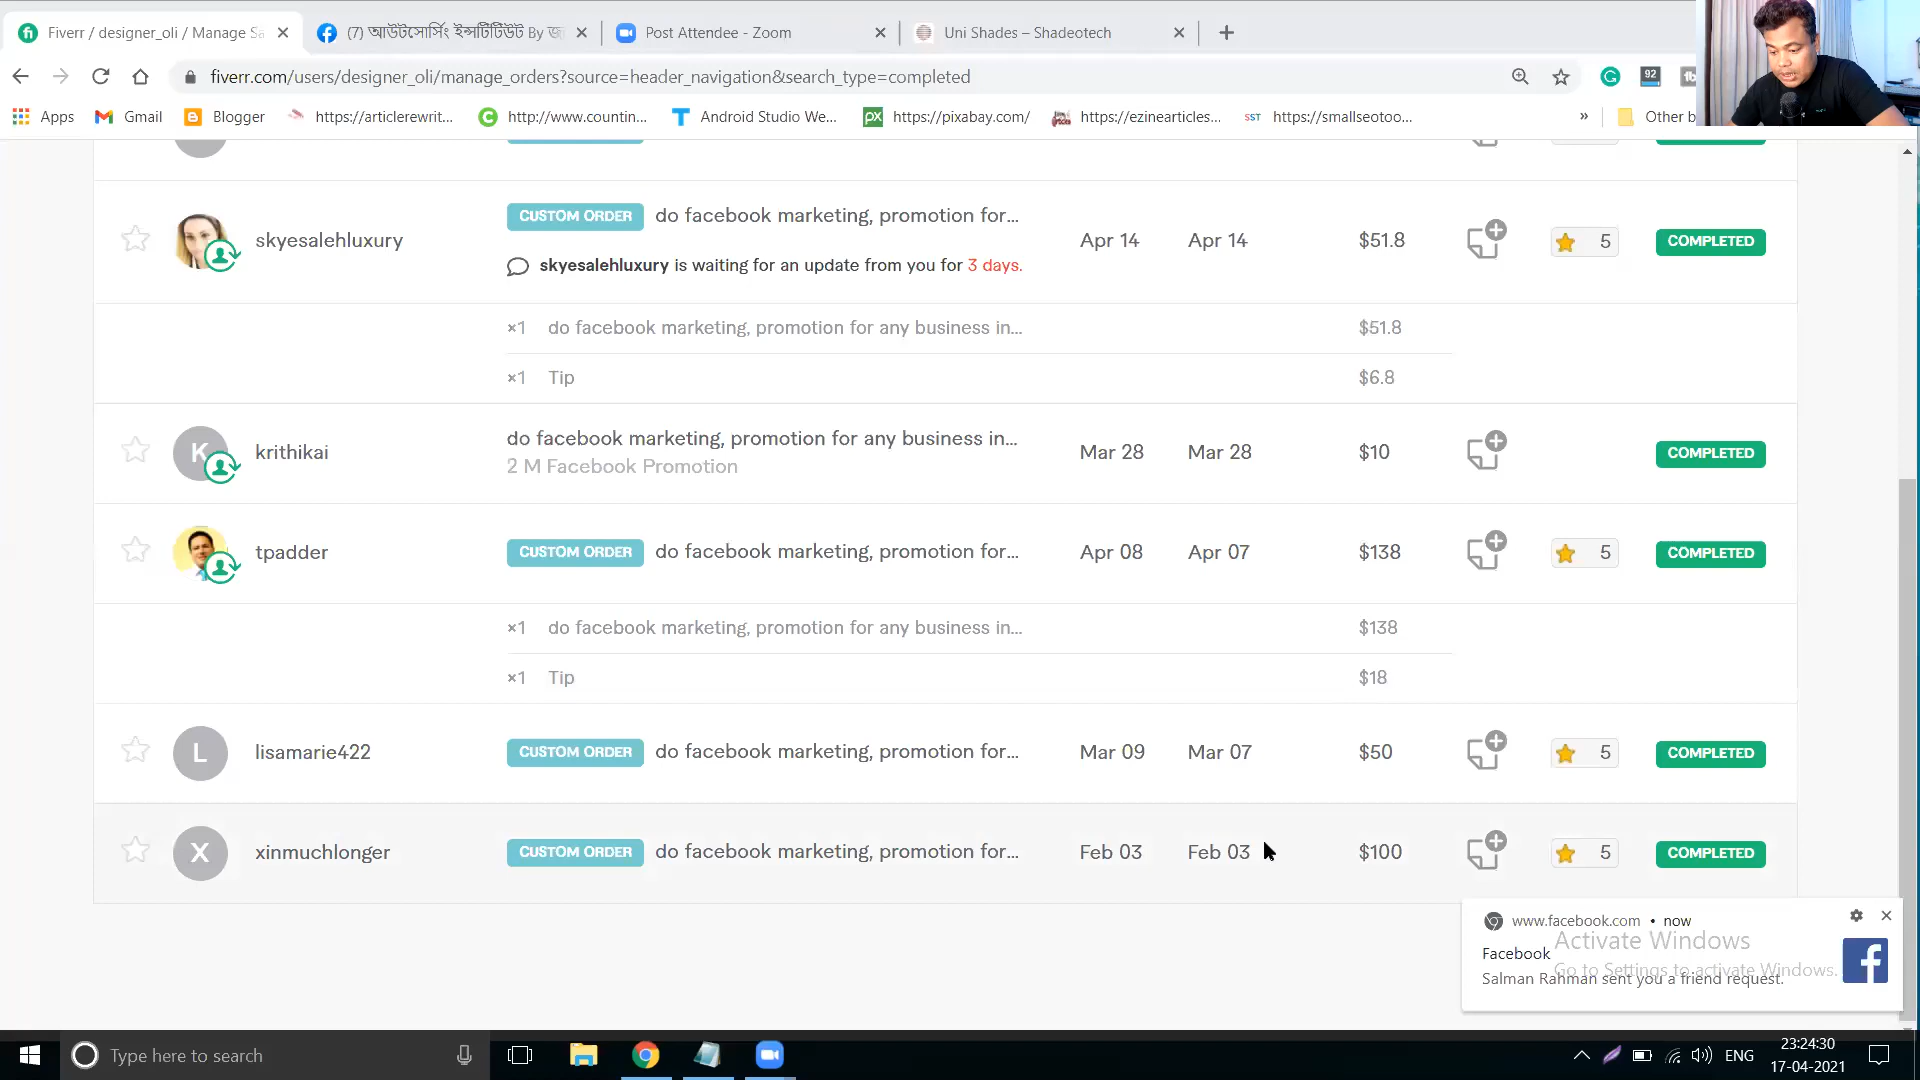 Fiverr / designer_oli / Manage Sa
(7) আউটসোর্সিং ইন্সটিটিউট By জ
Post Attendee - Zoom
Uni Shades – Shadeotech
fiverr.com/users/designer_oli/manage_orders?source=header_navigation&search_type=completed
92
Apps
Gmail
Blogger
https://articlerewrit...
http://www.countin...
Android Studio We...
https://pixabay.com/
https://ezinearticles...
SST https://smallseotoo...
»
Other b
skyesalehluxury
CUSTOM ORDER do facebook marketing, promotion for...
Apr 14
Apr 14
$51.8
5
COMPLETED
skyesalehluxury is waiting for an update from you for 3 days.
×1 do facebook marketing, promotion for any business in... $51.8
×1 Tip $6.8
K
krithikai
do facebook marketing, promotion for any business in...
2 M Facebook Promotion
Mar 28
Mar 28
$10
COMPLETED
tpadder
CUSTOM ORDER do facebook marketing, promotion for...
Apr 08
Apr 07
$138
5
COMPLETED
×1 do facebook marketing, promotion for any business in... $138
×1 Tip $18
L
lisamarie422
CUSTOM ORDER do facebook marketing, promotion for...
Mar 09
Mar 07
$50
5
COMPLETED
X
xinmuchlonger
CUSTOM ORDER do facebook marketing, promotion for...
Feb 03
Feb 03
$100
5
COMPLETED
www.facebook.com • now
Activate Windows
Facebook
Go to Settings to activate Windows.
Salman Rahman sent you a friend request.
Type here to search
ENG
23:24:30
17-04-2021